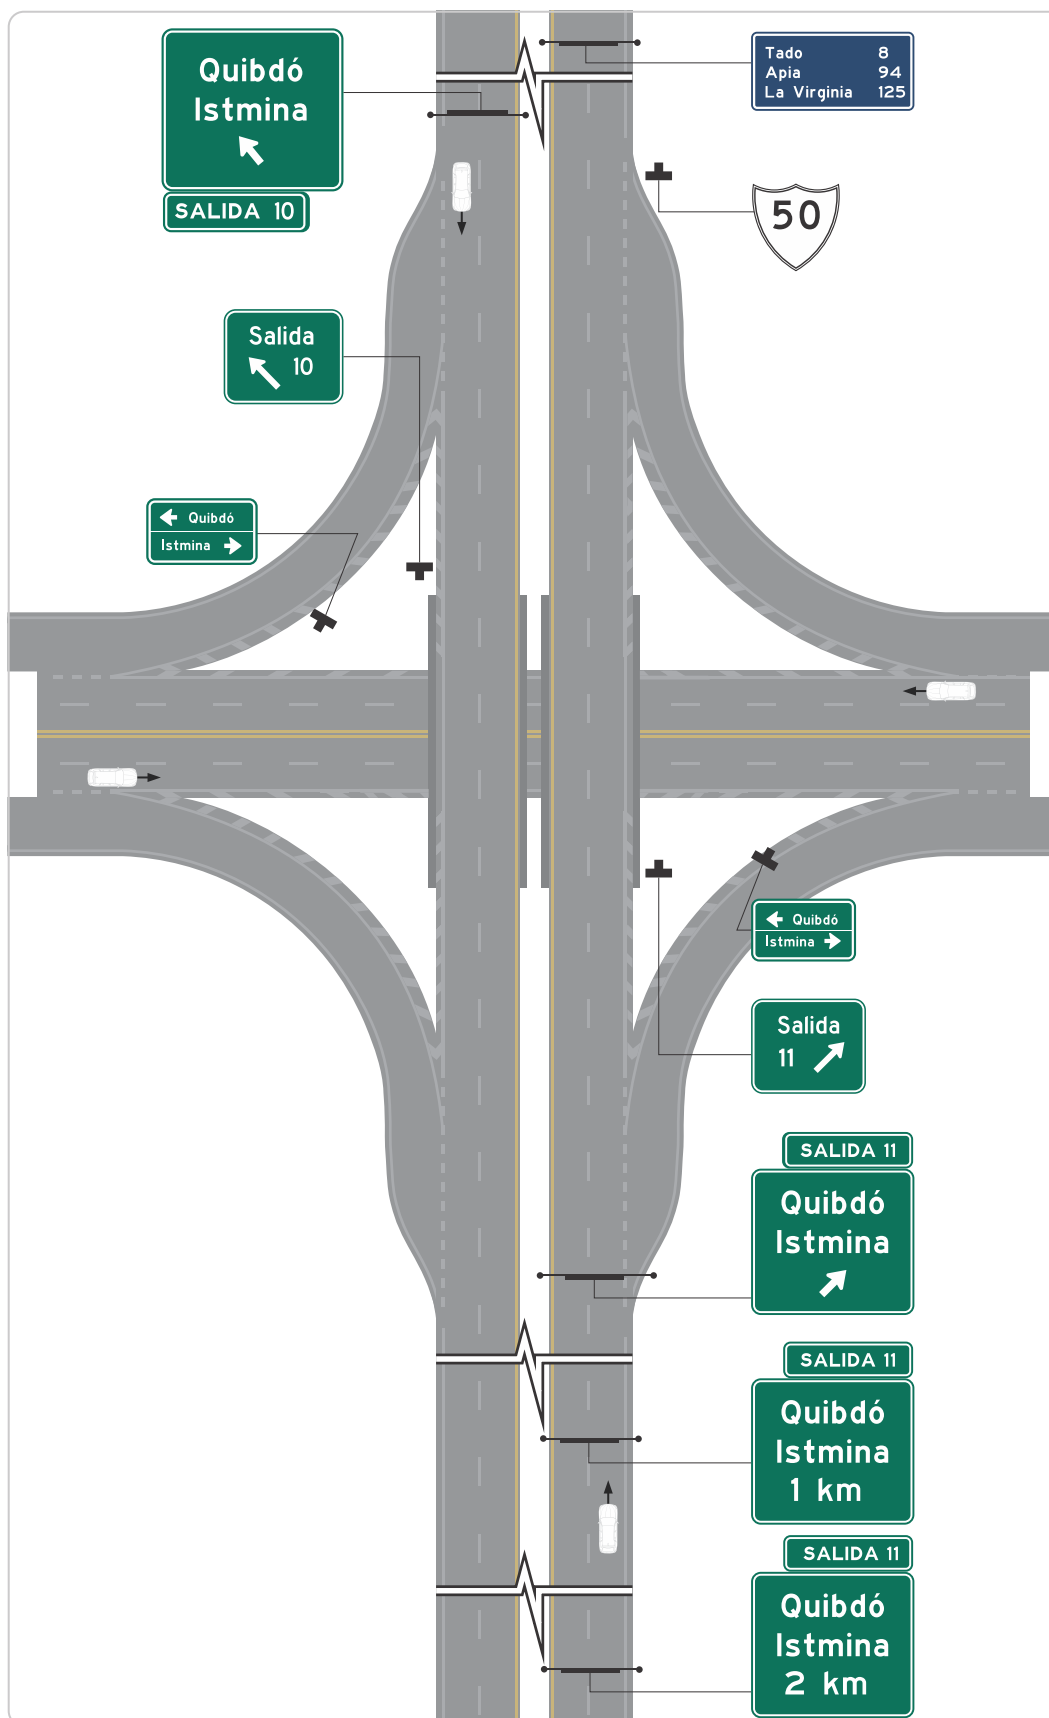 Quibdó
Istmina
SALIDA 10
Tado 8
Apia 94
La Virginia 125
50
Salida
10
Quibdó
Istmina
Quibdó
Istmina
Salida
11
SALIDA 11
Quibdó
Istmina
SALIDA 11
Quibdó
Istmina
1 km
SALIDA 11
Quibdó
Istmina
2 km